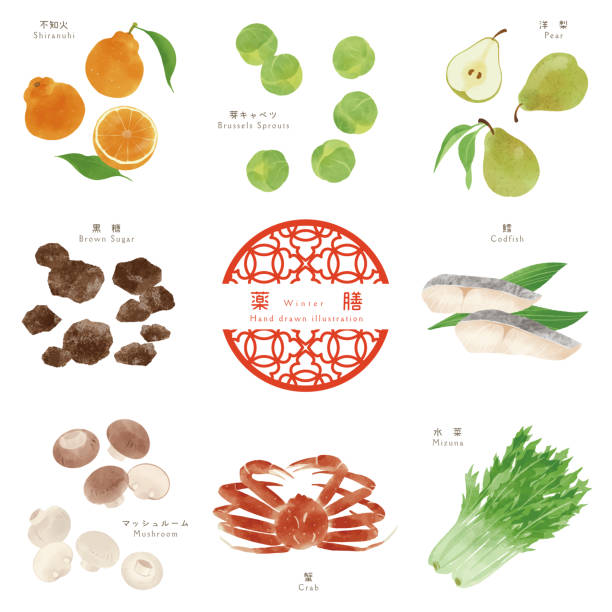 不知火
Shiranuhi
芽キャベツ
Brussels Sprouts
洋梨
Pear
黒糖
Brown Sugar
薬膳
Winter
Hand drawn illustration
鱈
Codfish
マッシュルーム
Mushroom
蟹
Crab
水菜
Mizuna